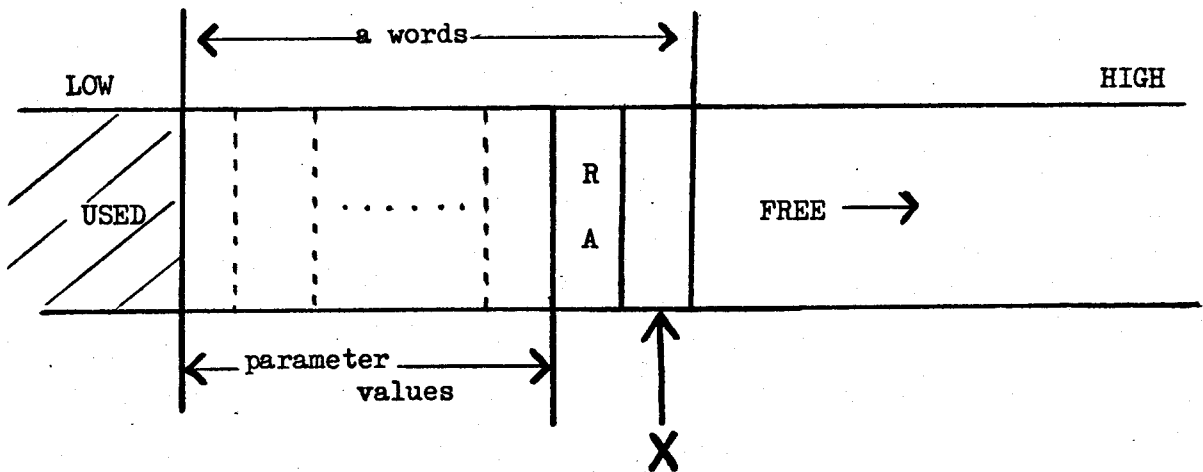 a words
LOW HIGH
R
USED ...... FREE
A
parameter
values
X